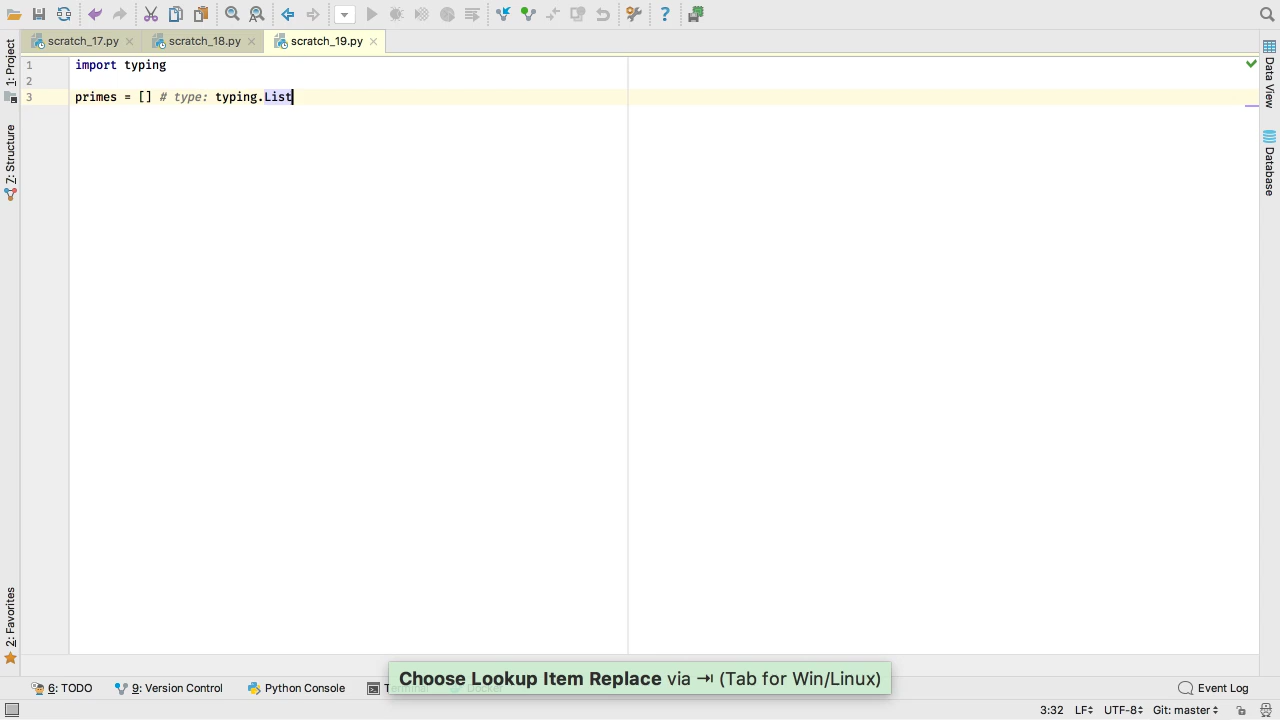 scratch_17.py
scratch_18.py
scratch_19.py
1: Project
Z: Structure
2: Favorites
Data View
Database
1 import typing
2
3 primes = [] # type: typing.List
Choose Lookup Item Replace via ⇥ (Tab for Win/Linux)
6: TODO
9: Version Control
Python Console
Terminal
Docker
Event Log
3:32 LF UTF-8 Git: master